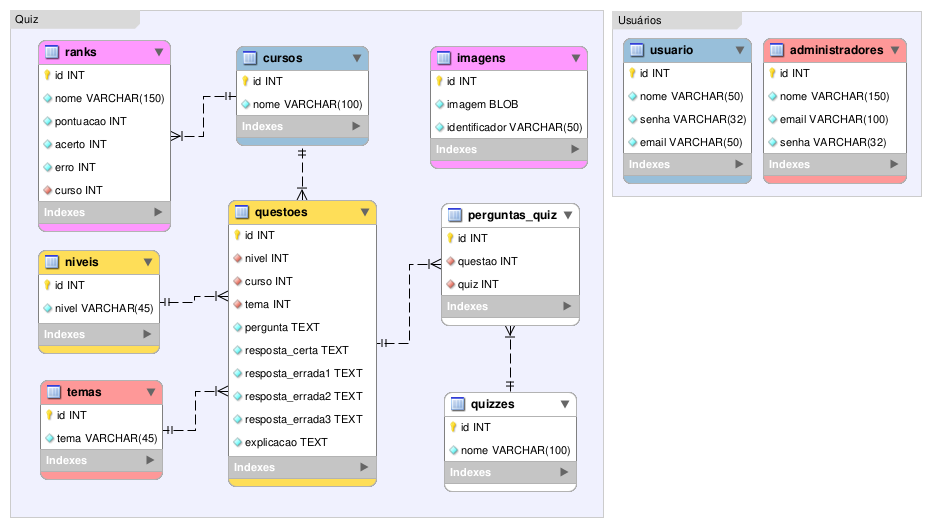 Quiz
ranks
id INT
nome VARCHAR(150)
pontuacao INT
acerto INT
erro INT
curso INT
Indexes
cursos
id INT
nome VARCHAR(100)
Indexes
imagens
id INT
imagem BLOB
identificador VARCHAR(50)
Indexes
niveis
id INT
nivel VARCHAR(45)
Indexes
temas
id INT
tema VARCHAR(45)
Indexes
questoes
id INT
nivel INT
curso INT
tema INT
pergunta TEXT
resposta_certa TEXT
resposta_errada1 TEXT
resposta_errada2 TEXT
resposta_errada3 TEXT
explicacao TEXT
Indexes
perguntas_quiz
id INT
questao INT
quiz INT
Indexes
quizzes
id INT
nome VARCHAR(100)
Indexes
Usuários
usuario
id INT
nome VARCHAR(50)
senha VARCHAR(32)
email VARCHAR(50)
Indexes
administradores
id INT
nome VARCHAR(150)
email VARCHAR(100)
senha VARCHAR(32)
Indexes